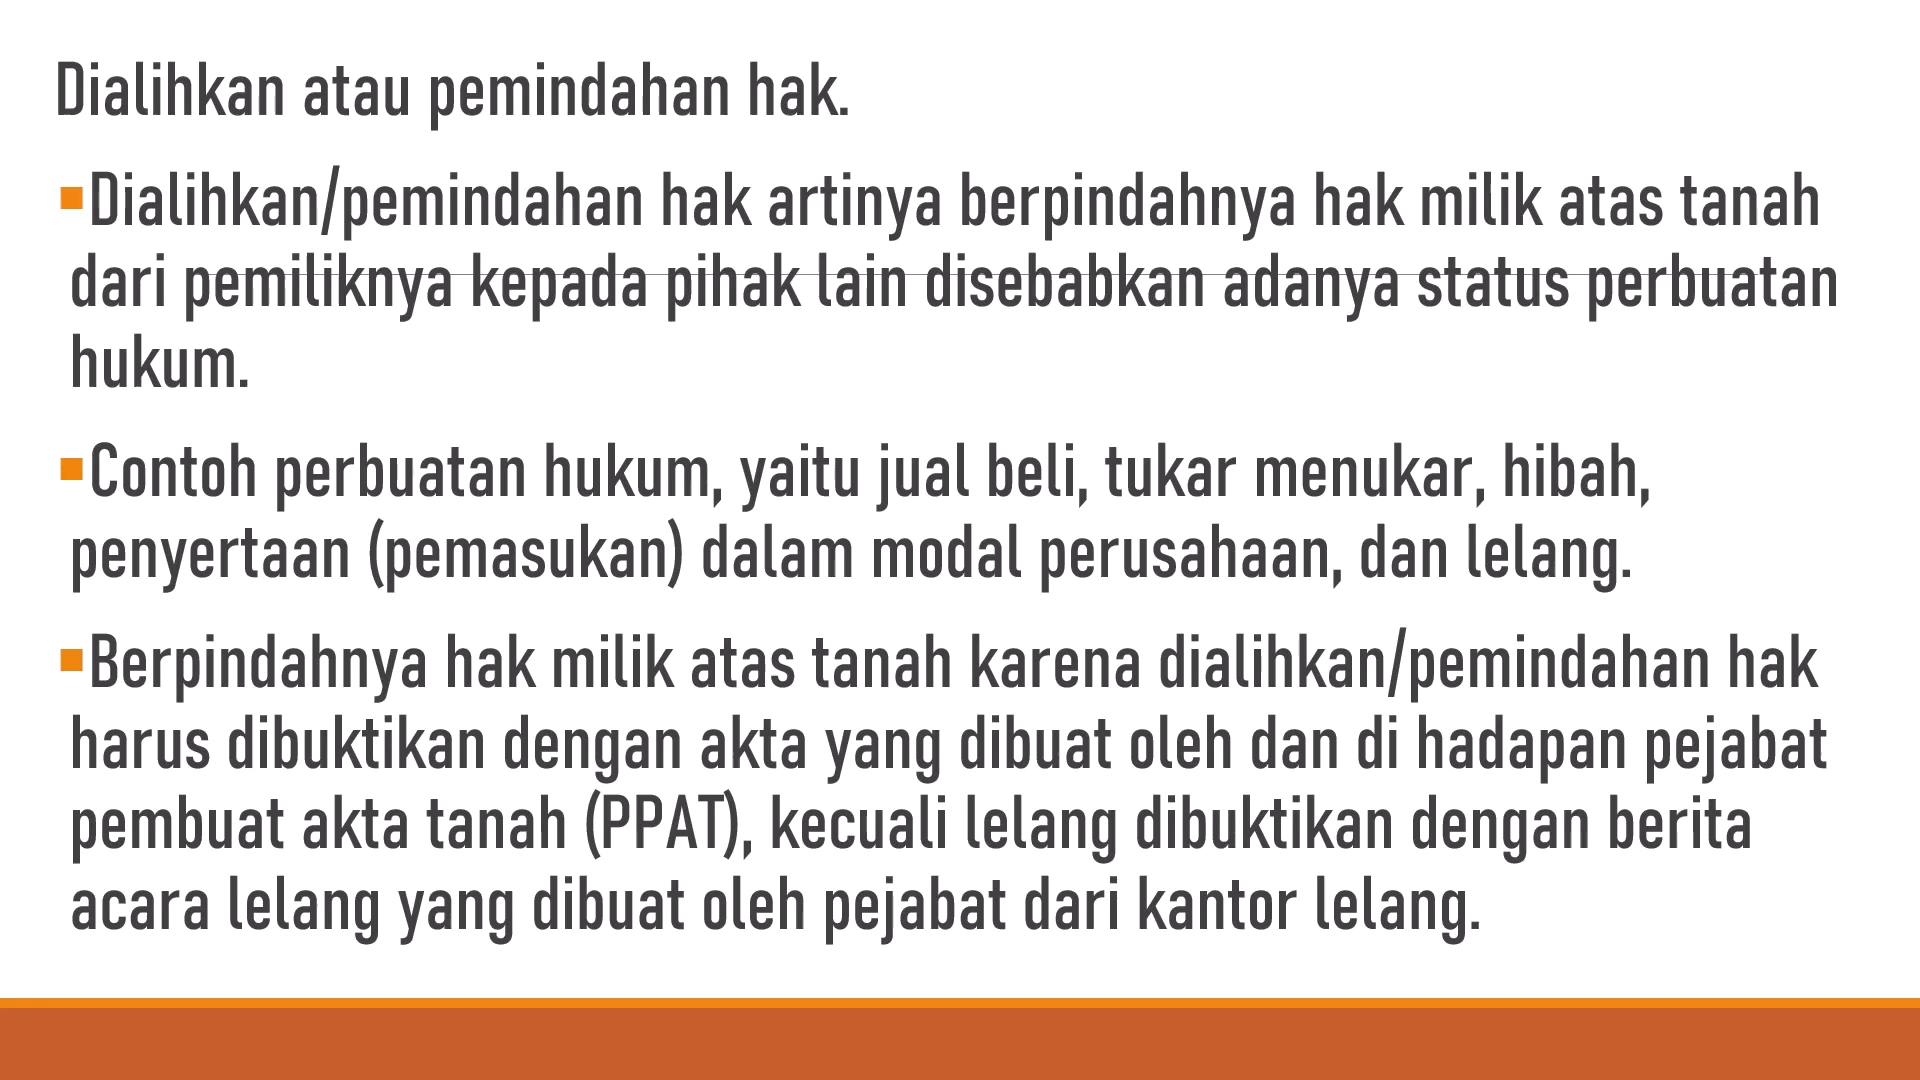 Dialihkan atau pemindahan hak.
▪Dialihkan/pemindahan hak artinya berpindahnya hak milik atas tanah
dari pemiliknya kepada pihak lain disebabkan adanya status perbuatan
hukum.
▪Contoh perbuatan hukum, yaitu jual beli, tukar menukar, hibah,
penyertaan (pemasukan) dalam modal perusahaan, dan lelang.
▪Berpindahnya hak milik atas tanah karena dialihkan/pemindahan hak
harus dibuktikan dengan akta yang dibuat oleh dan di hadapan pejabat
pembuat akta tanah (PPAT), kecuali lelang dibuktikan dengan berita
acara lelang yang dibuat oleh pejabat dari kantor lelang.